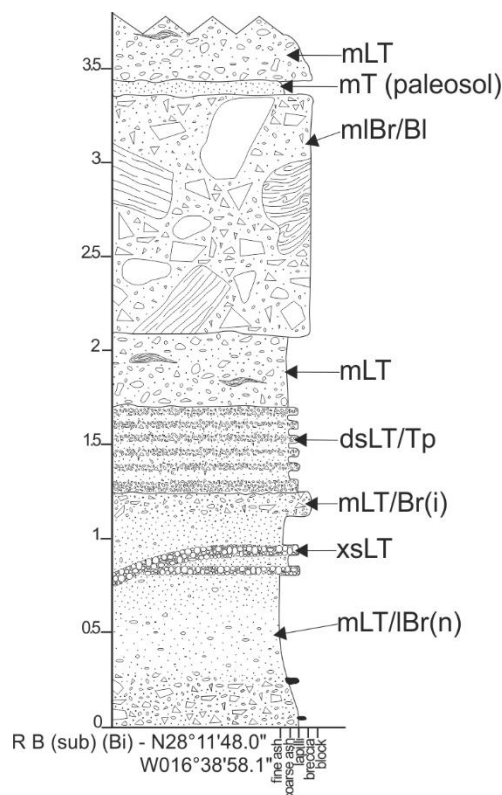 mLT
3.5
mT (paleosol)
mlBr/Bl
3
2.5
2
mLT
dsLT/Tp
1.5
mLT/Br(i)
1
xsLT
0.5
mLT/lBr(n)
0
R B (sub) (Bi) - N28°11'48.0"
W016°38'58.1"
fine ash
coarse ash
lapilli
breccia
block